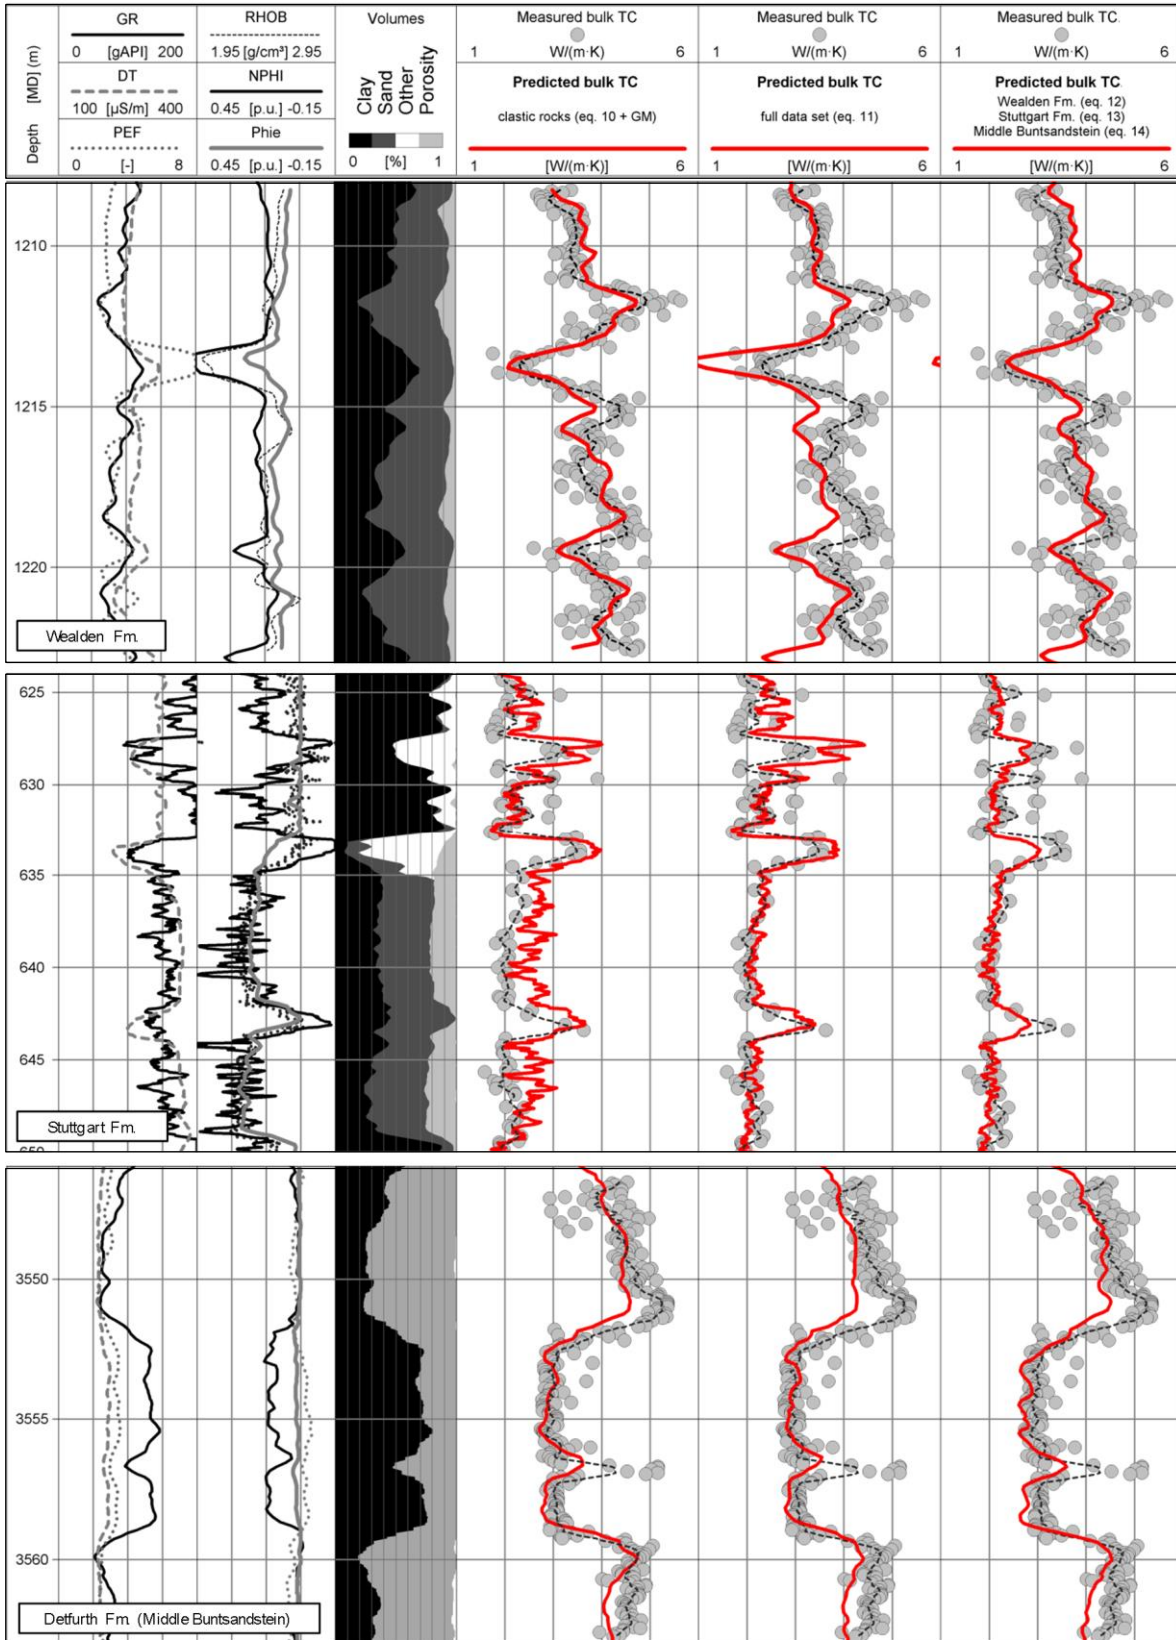 GR
0 [gAPI] 200
DT
100 [µS/m] 400
PEF
0 [-] 8
RHOB
1.95 [g/cm³] 2.95
NPHI
0.45 [p.u.] -0.15
Phie
0.45 [p.u.] -0.15
Depth [MD] (m)
Volumes
Clay
Sand
Other
Porosity
0 [%] 1
Measured bulk TC
1 W/(m·K) 6
Predicted bulk TC
clastic rocks (eq. 10 + GM)
1 [W/(m·K)] 6
Measured bulk TC
1 W/(m·K) 6
Predicted bulk TC
full data set (eq. 11)
1 [W/(m·K)] 6
Measured bulk TC
1 W/(m·K) 6
Predicted bulk TC
Wealden Fm. (eq. 12)
Stuttgart Fm. (eq. 13)
Middle Buntsandstein (eq. 14)
1 [W/(m·K)] 6
1210
1215
1220
Wealden Fm.
625
630
635
640
645
650
Stuttgart Fm.
3550
3555
3560
Detfurth Fm. (Middle Buntsandstein)